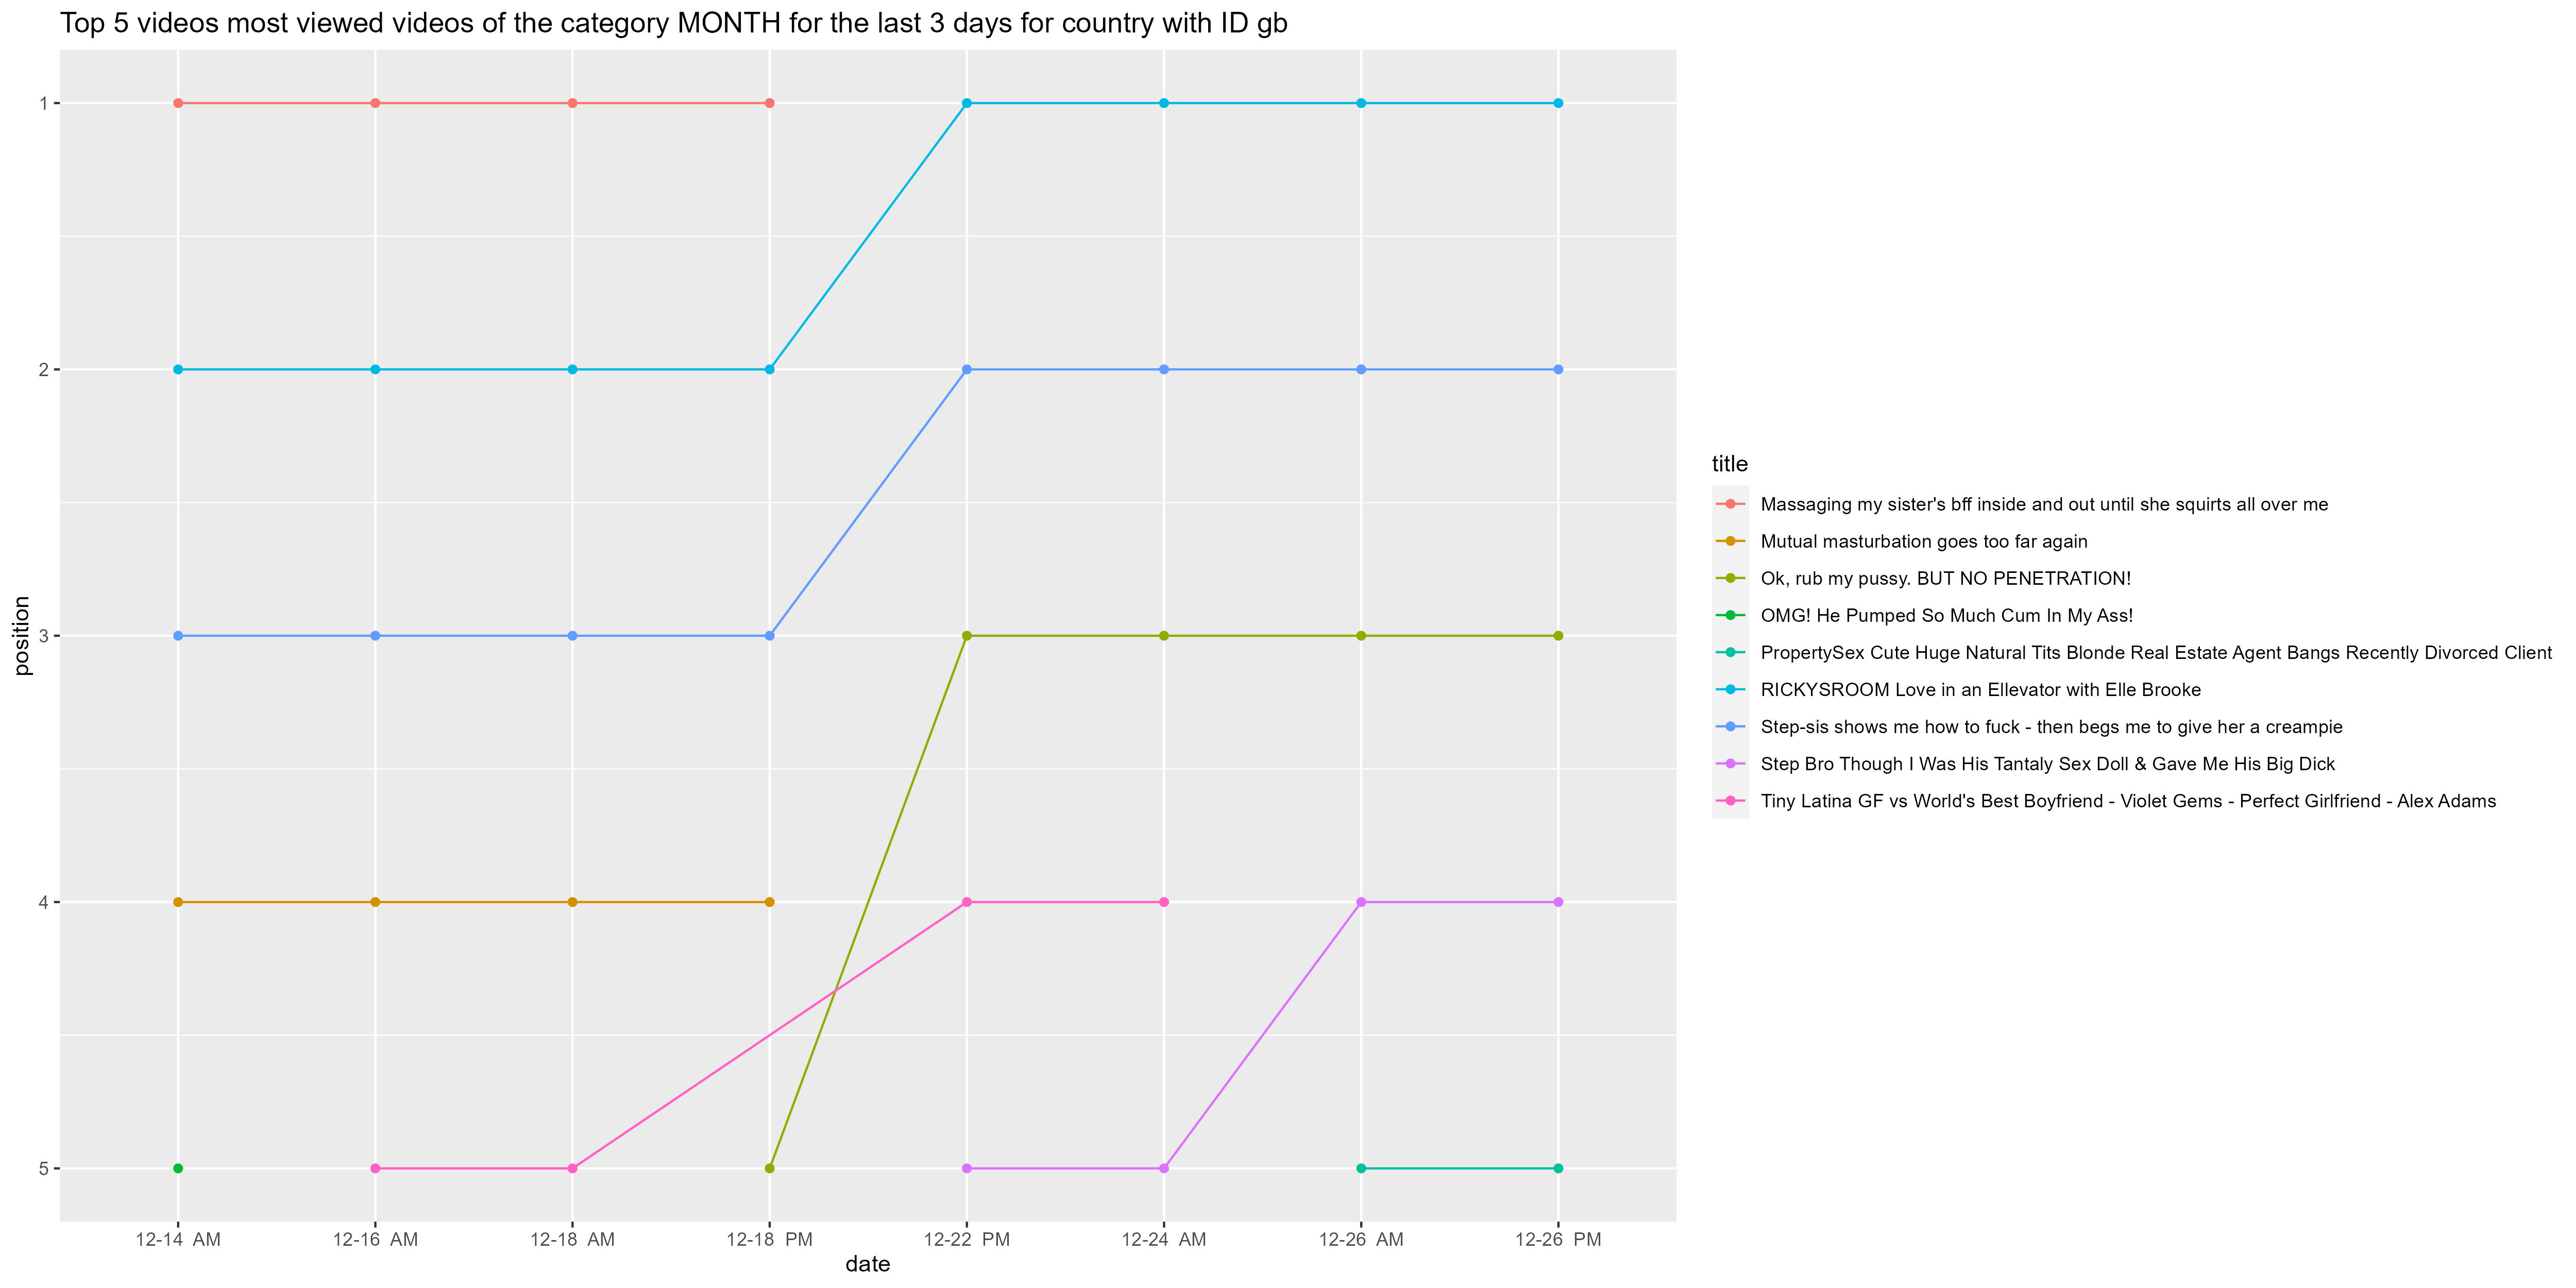 Top 5 videos most viewed videos of the category MONTH for the last 3 days for country with ID gb
position
1
2
3
4
5
12-14 AM
12-16 AM
12-18 AM
12-18 PM
12-22 PM
12-24 AM
12-26 AM
12-26 PM
date
title
Massaging my sister's bff inside and out until she squirts all over me
Mutual masturbation goes too far again
Ok, rub my pussy. BUT NO PENETRATION!
OMG! He Pumped So Much Cum In My Ass!
PropertySex Cute Huge Natural Tits Blonde Real Estate Agent Bangs Recently Divorced Client
RICKYSROOM Love in an Ellevator with Elle Brooke
Step-sis shows me how to fuck - then begs me to give her a creampie
Step Bro Though I Was His Tantaly Sex Doll & Gave Me His Big Dick
Tiny Latina GF vs World's Best Boyfriend - Violet Gems - Perfect Girlfriend - Alex Adams